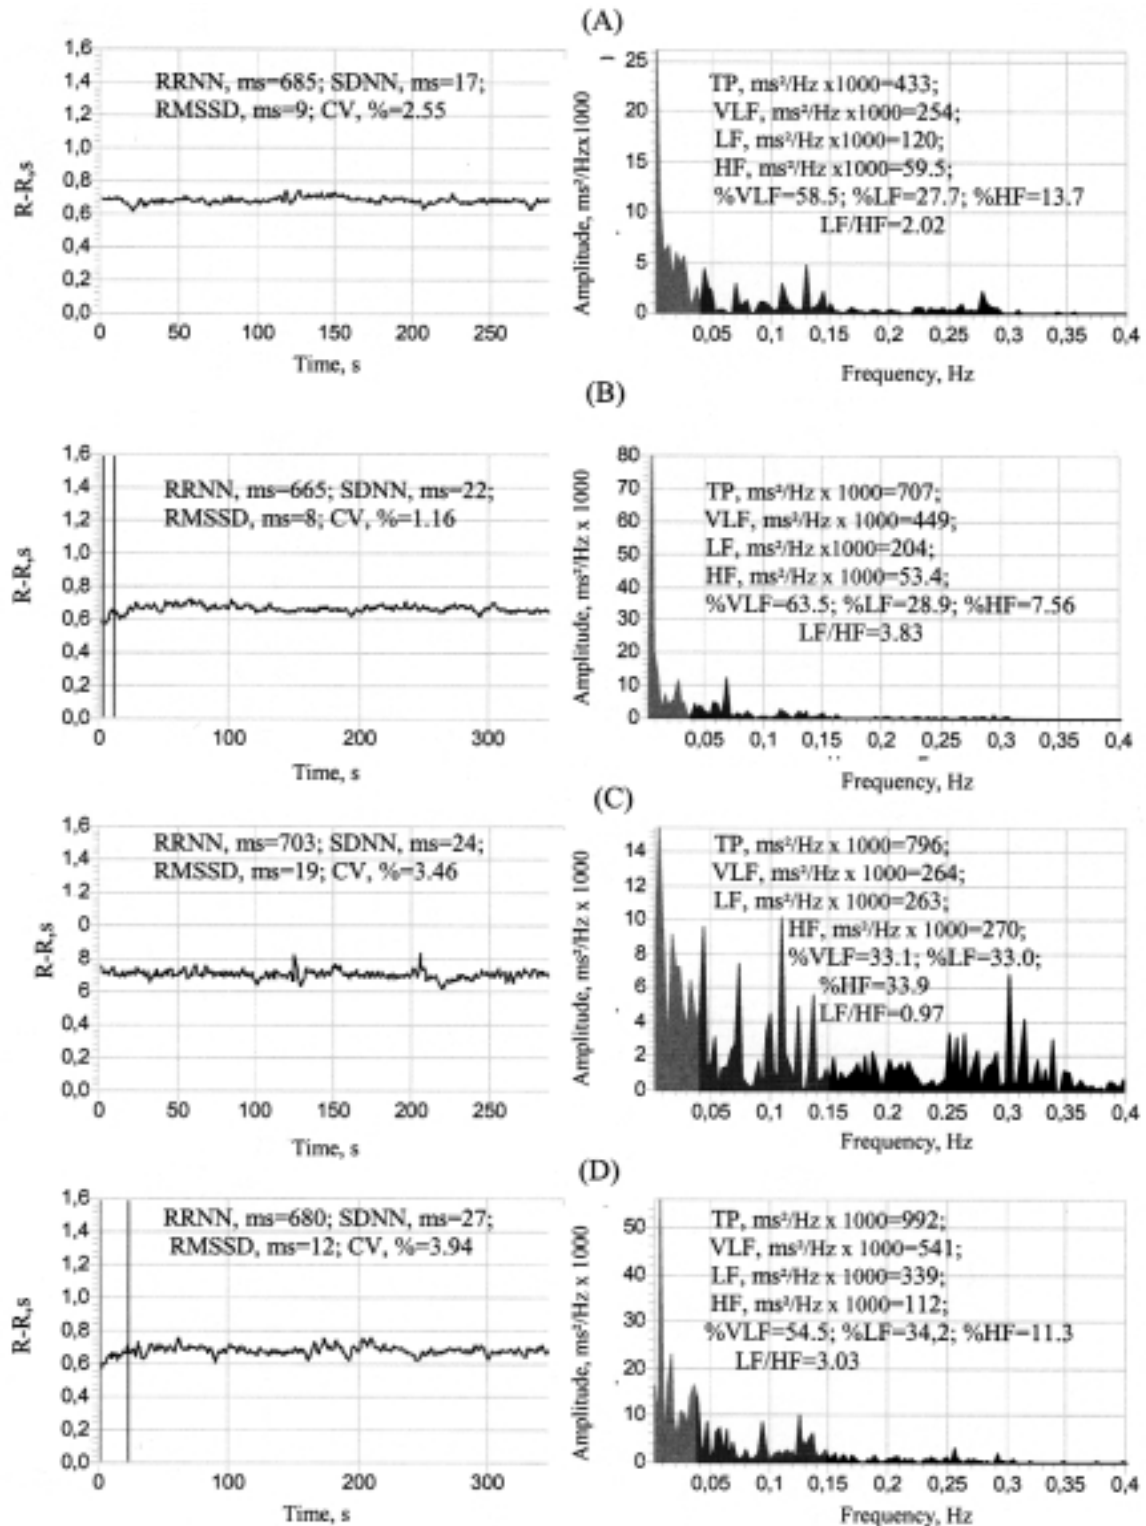 (A)
1,6
1,4
1,2
1,0
0,8
0,6
0,4
0,2
0,0
R-R,s
RRNN, ms=685; SDNN, ms=17;
RMSSD, ms=9; CV, %=2.55
0 50 100 150 200 250
Time, s
25
20
15
10
5
0
Amplitude, ms²/Hzx1000
TP, ms²/Hz x1000=433;
VLF, ms²/Hz x1000=254;
LF, ms²/Hz x1000=120;
HF, ms²/Hz x1000=59.5;
%VLF=58.5; %LF=27.7; %HF=13.7
LF/HF=2.02
0,05 0,1 0,15 0,2 0,25 0,3 0,35 0,4
Frequency, Hz
(B)
1,6
1,4
1,2
1,0
0,8
0,6
0,4
0,2
0,0
R-R,s
RRNN, ms=665; SDNN, ms=22;
RMSSD, ms=8; CV, %=1.16
0 100 200 300
Time, s
80
70
60
50
40
30
20
10
0
Amplitude, ms²/Hz x 1000
TP, ms²/Hz x 1000=707;
VLF, ms²/Hz x 1000=449;
LF, ms²/Hz x1000=204;
HF, ms²/Hz x 1000=53.4;
%VLF=63.5; %LF=28.9; %HF=7.56
LF/HF=3.83
0,05 0,1 0,15 0,2 0,25 0,3 0,35 0,4
Frequency, Hz
(C)
1,6
1,4
1,2
0
8
6
0,4
0,2
0,0
R-R,s
RRNN, ms=703; SDNN, ms=24;
RMSSD, ms=19; CV, %=3.46
0 50 100 150 200 250
Time, s
14
12
10
8
6
4
2
0
Amplitude, ms²/Hz x 1000
TP, ms²/Hz x 1000=796;
VLF, ms²/Hz x 1000=264;
LF, ms²/Hz x 1000=263;
HF, ms²/Hz x 1000=270;
%VLF=33.1; %LF=33.0;
%HF=33.9
LF/HF=0.97
0,05 0,1 0,15 0,2 0,25 0,3 0,35 0,4
Frequency, Hz
(D)
1,6
1,4
1,2
1,0
0,8
0,6
0,4
0,2
0,0
R-R,s
RRNN, ms=680; SDNN, ms=27;
RMSSD, ms=12; CV, %=3.94
0 100 200 300
Time, s
50
40
30
20
10
0
Amplitude, ms²/Hz x 1000
TP, ms²/Hz x 1000=992;
VLF, ms²/Hz x 1000=541;
LF, ms²/Hz x 1000=339;
HF, ms²/Hz x 1000=112;
%VLF=54.5; %LF=34,2; %HF=11.3
LF/HF=3.03
0,05 0,1 0,15 0,2 0,25 0,3 0,35 0,4
Frequency, Hz